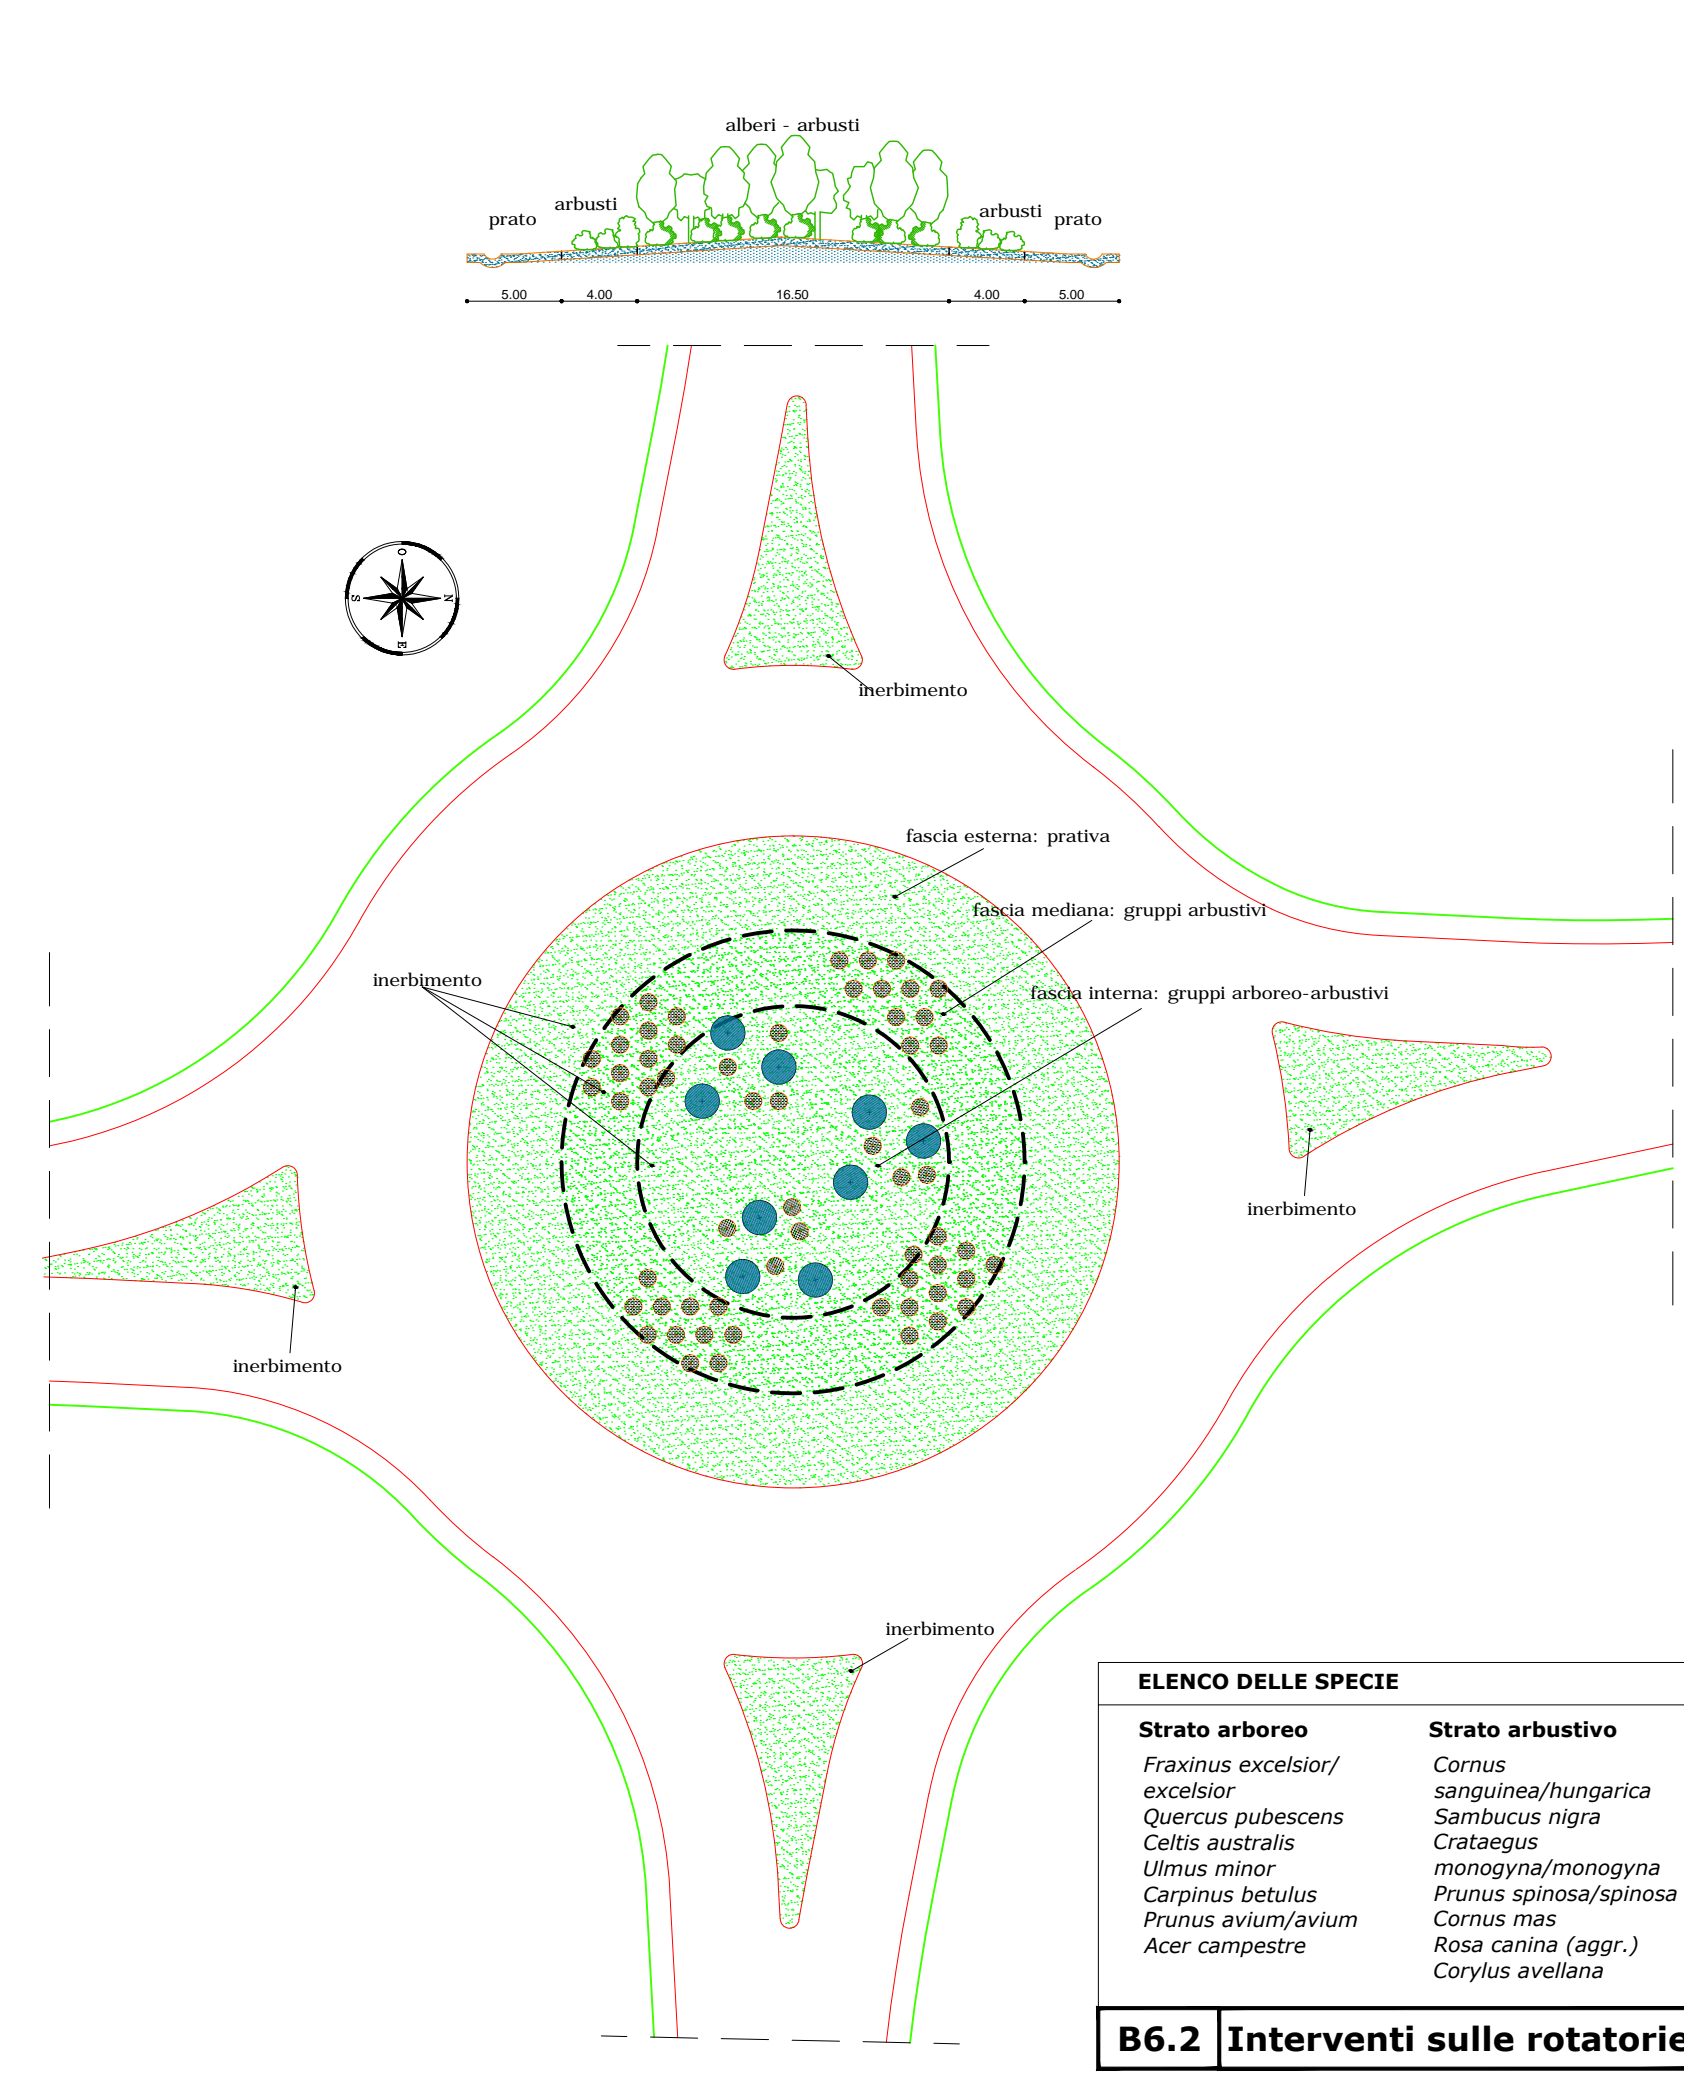 alberi - arbusti
arbusti
prato
arbusti
prato
5.00
4.00
16.50
4.00
5.00
O
S
N
E
inerbimento
fascia esterna: prativa
fascia mediana: gruppi arbustivi
inerbimento
fascia interna: gruppi arboreo-arbustivi
inerbimento
inerbimento
inerbimento
ELENCO DELLE SPECIE
Strato arboreo
Fraxinus excelsior/
excelsior
Quercus pubescens
Celtis australis
Ulmus minor
Carpinus betulus
Prunus avium/avium
Acer campestre
Strato arbustivo
Cornus
sanguinea/hungarica
Sambucus nigra
Crataegus
monogyna/monogyna
Prunus spinosa/spinosa
Cornus mas
Rosa canina (aggr.)
Corylus avellana
B6.2
Interventi sulle rotatorie